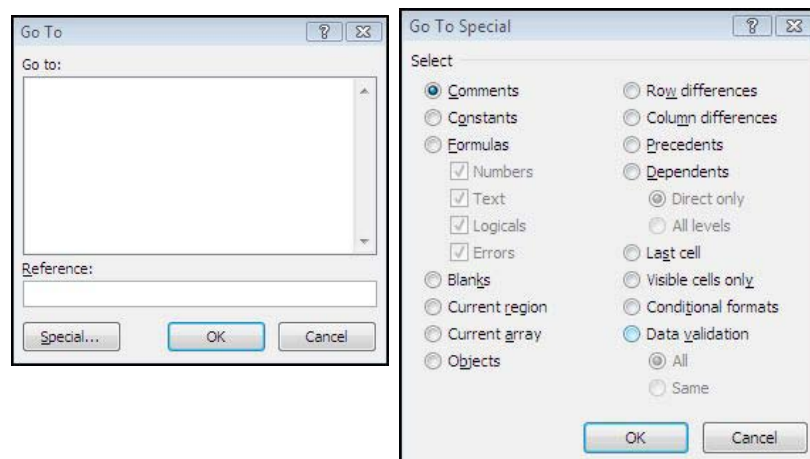 Go To
Go to:
Reference:
Special...
OK
Cancel
Go To Special
Select
Comments
Constants
Formulas
Numbers
Text
Logicals
Errors
Blanks
Current region
Current array
Objects
Row differences
Column differences
Precedents
Dependents
Direct only
All levels
Last cell
Visible cells only
Conditional formats
Data validation
All
Same
OK
Cancel